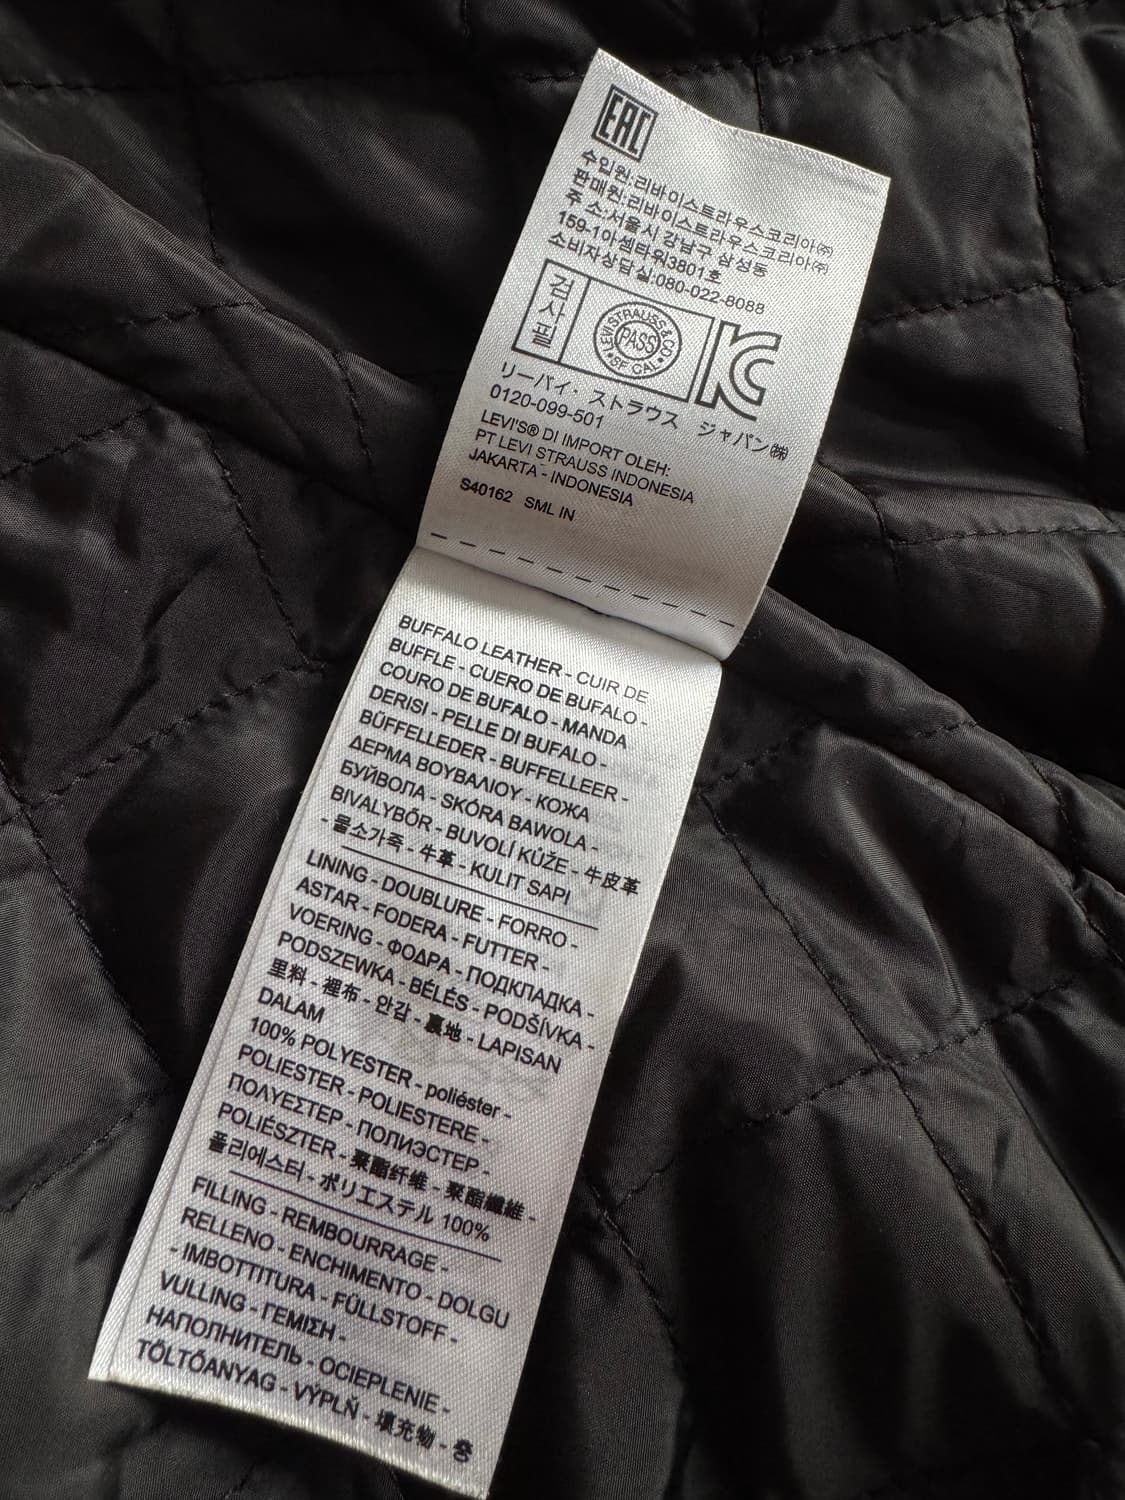 EAC
수입원:리바이스트라우스코리아㈜
판매원:리바이스트라우스코리아㈜
주 소:서울시 강남구 삼성동
159-1아셈타워3801호
소비자상담실:080-022-8088
검사필
LEVI STRAUSS & CO.
PASS
SF CAL
KC
リーバイ・ストラウス ジャパン㈱
0120-099-501
LEVI'S® DI IMPORT OLEH:
PT LEVI STRAUSS INDONESIA
JAKARTA - INDONESIA
S40162 SML IN
BUFFALO LEATHER - CUIR DE
BUFFLE - CUERO DE BUFALO -
COURO DE BUFALO - MANDA
DERISI - PELLE DI BUFALO -
BÜFFELLEDER - BUFFELLEER -
ΔΕΡΜΑ ΒΟΥΒΑΛΙΟΥ - КОЖА
БУЙВОЛА - SKÓRA BAWOLA -
BIVALYBŐR - BUVOLÍ KŮŽE - 牛皮革
- 물소가죽 - 牛革 - KULIT SAPI
LINING - DOUBLURE - FORRO -
ASTAR - FODERA - FUTTER -
VOERING - ΦΟΔΡΑ - ПОДКЛАДКА -
PODSZEWKA - BÉLÉS - PODŠÍVKA -
里料 - 裡布 - 안감 - 裏地 - LAPISAN
DALAM
100% POLYESTER - poliéster -
POLIESTER - POLIESTERE -
ΠΟΛΥΕΣΤΕΡ - ПОЛИЭСТЕР -
POLIÉSZTER - 聚酯纤维 - 聚酯纖維 -
폴리에스터 - ポリエステル 100%
FILLING - REMBOURRAGE -
RELLENO - ENCHIMENTO - DOLGU
- IMBOTTITURA - FÜLLSTOFF -
VULLING - ΓΕΜΙΣΗ -
НАПОЛНИТЕЛЬ - OCIEPLENIE -
TÖLTŐANYAG - VÝPLŇ - 填充物 - 충